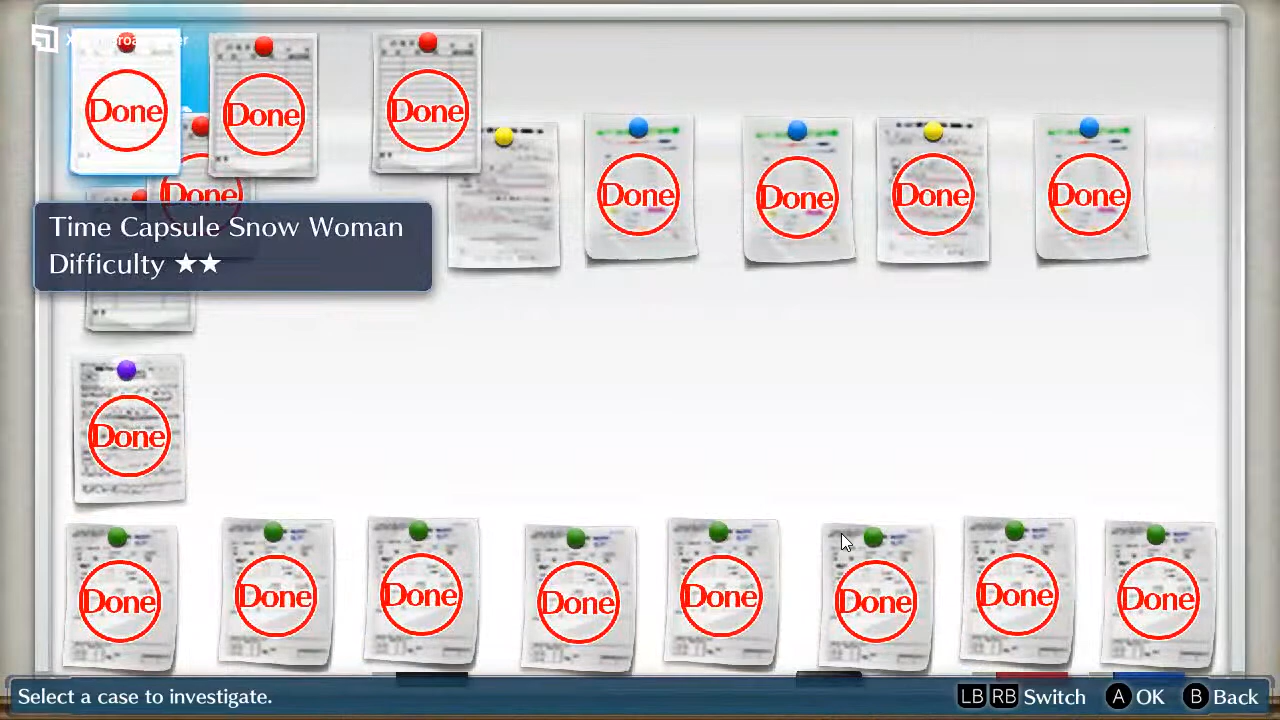 Done
Done
Done
Done
Done
Done
Done
Done
Time Capsule Snow Woman
Difficulty ★★
Done
Done
Done
Done
Done
Done
Done
Done
Done
Select a case to investigate.
LB RB Switch A OK B Back